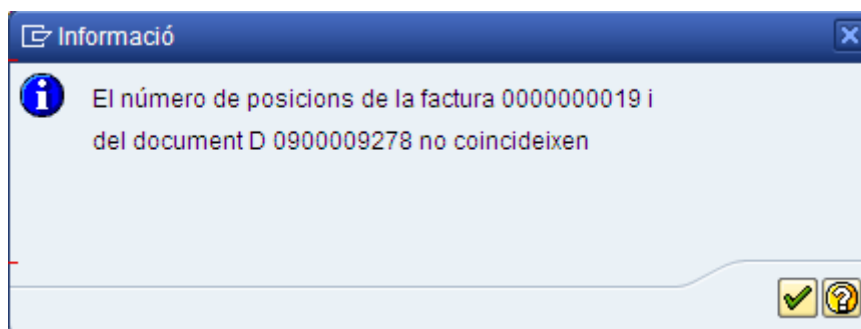 Informació
El número de posicions de la factura 0000000019 i
del document D 0900009278 no coincideixen